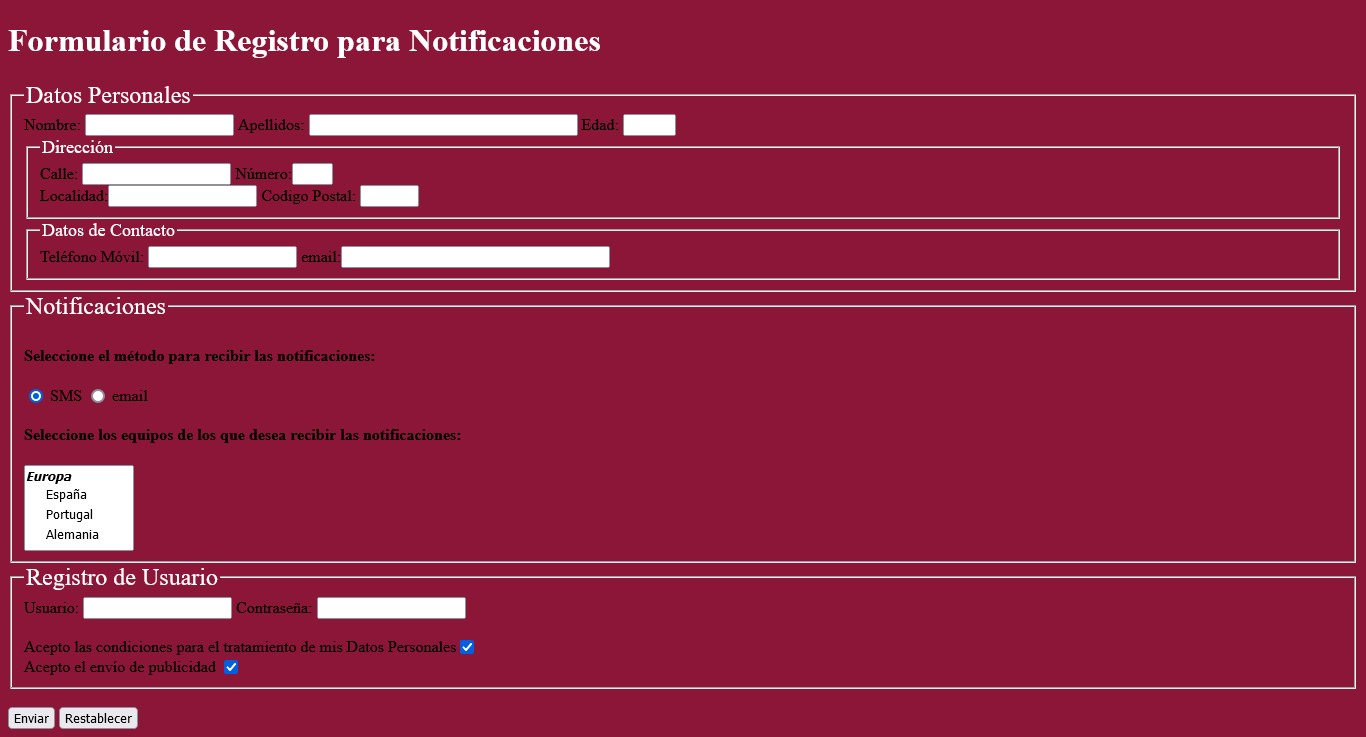 Formulario de Registro para Notificaciones
Datos Personales
Nombre: Apellidos: Edad:
Dirección
Calle: Número:
Localidad: Codigo Postal:
Datos de Contacto
Teléfono Móvil: email:
Notificaciones
Seleccione el método para recibir las notificaciones:
SMS email
Seleccione los equipos de los que desea recibir las notificaciones:
Europa
España
Portugal
Alemania
Registro de Usuario
Usuario: Contraseña:
Acepto las condiciones para el tratamiento de mis Datos Personales
Acepto el envío de publicidad
Enviar Restablecer